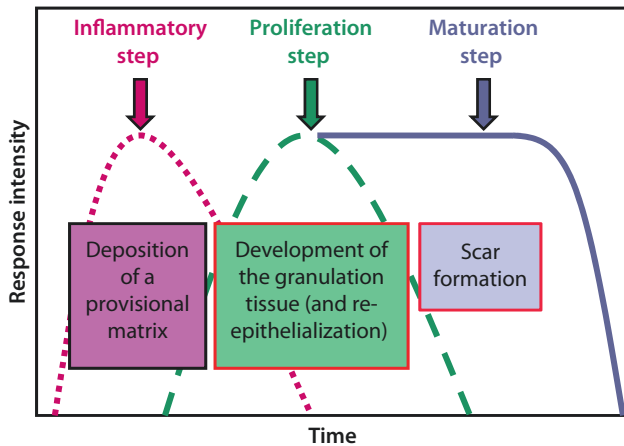 Inflammatory
step
Proliferation
step
Maturation
step
Response intensity
Deposition
of a
provisional
matrix
Development of
the granulation
tissue (and re-
epithelialization)
Scar
formation
Time